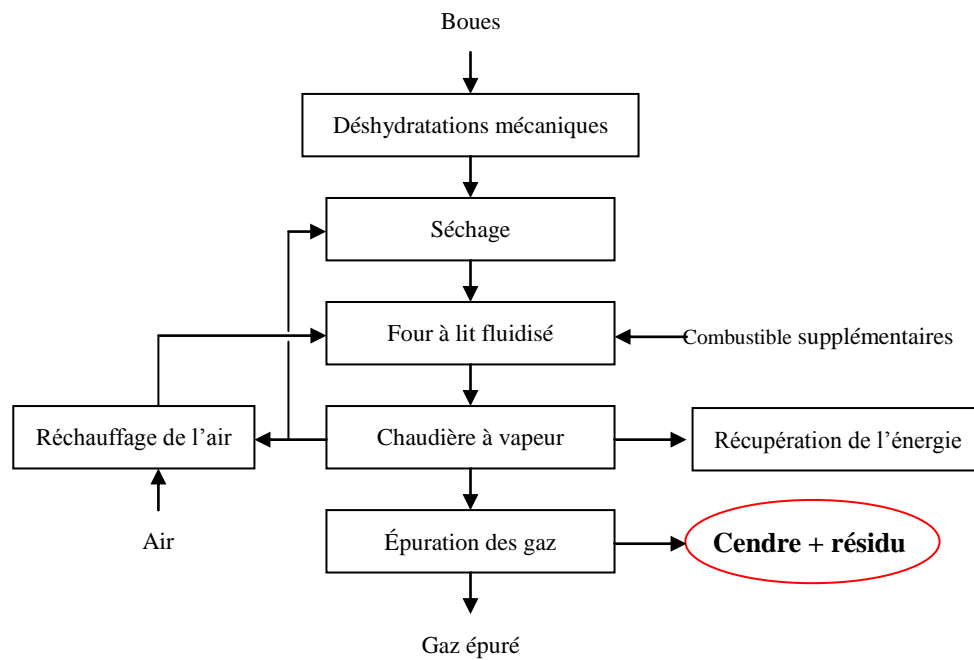 Boues
Déshydratations mécaniques
Séchage
Four à lit fluidisé
Combustible supplémentaires
Réchauffage de l’air
Chaudière à vapeur
Récupération de l’énergie
Air
Épuration des gaz
Cendre + résidu
Gaz épuré